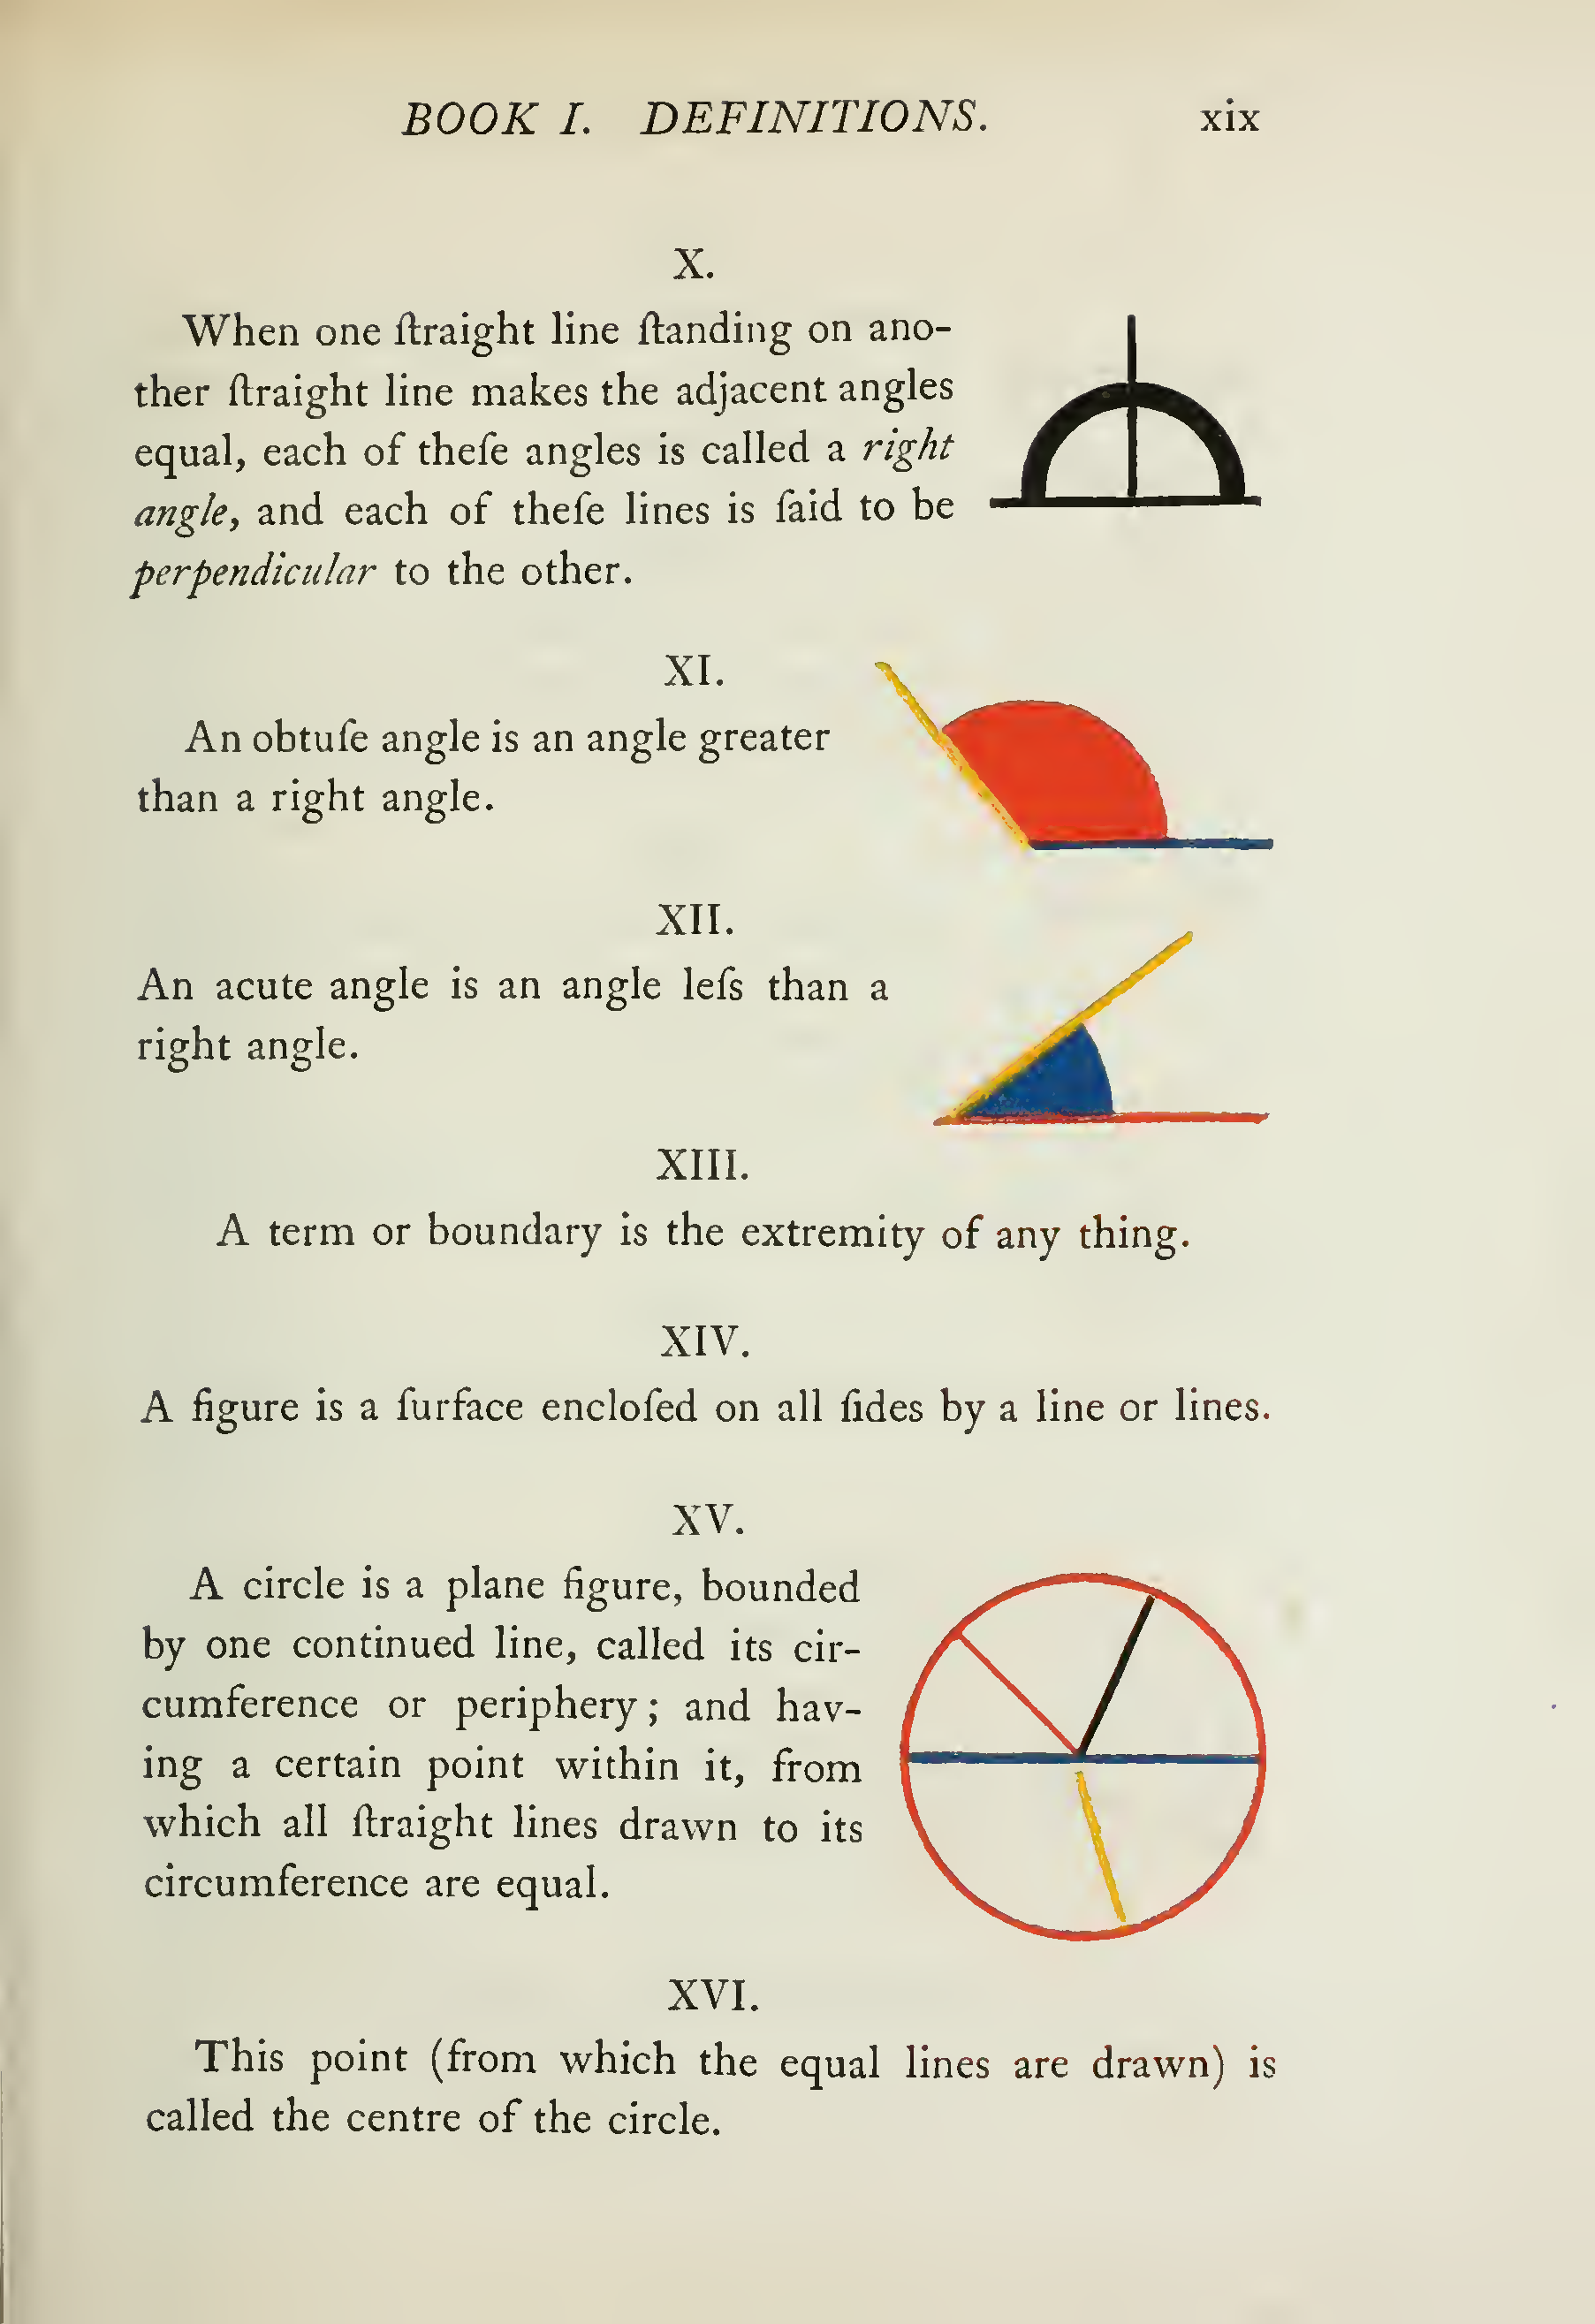 BOOK I. DEFINITIONS. xix
X.
When one ſtraight line ſtanding on ano-
ther ſtraight line makes the adjacent angles
equal, each of theſe angles is called a right
angle, and each of theſe lines is ſaid to be
perpendicular to the other.
XI.
An obtuſe angle is an angle greater
than a right angle.
XII.
An acute angle is an angle leſs than a
right angle.
XIII.
A term or boundary is the extremity of any thing.
XIV.
A figure is a ſurface encloſed on all ſides by a line or lines.
XV.
A circle is a plane figure, bounded
by one continued line, called its cir-
cumference or periphery; and hav-
ing a certain point within it, from
which all ſtraight lines drawn to its
circumference are equal.
XVI.
This point (from which the equal lines are drawn) is
called the centre of the circle.